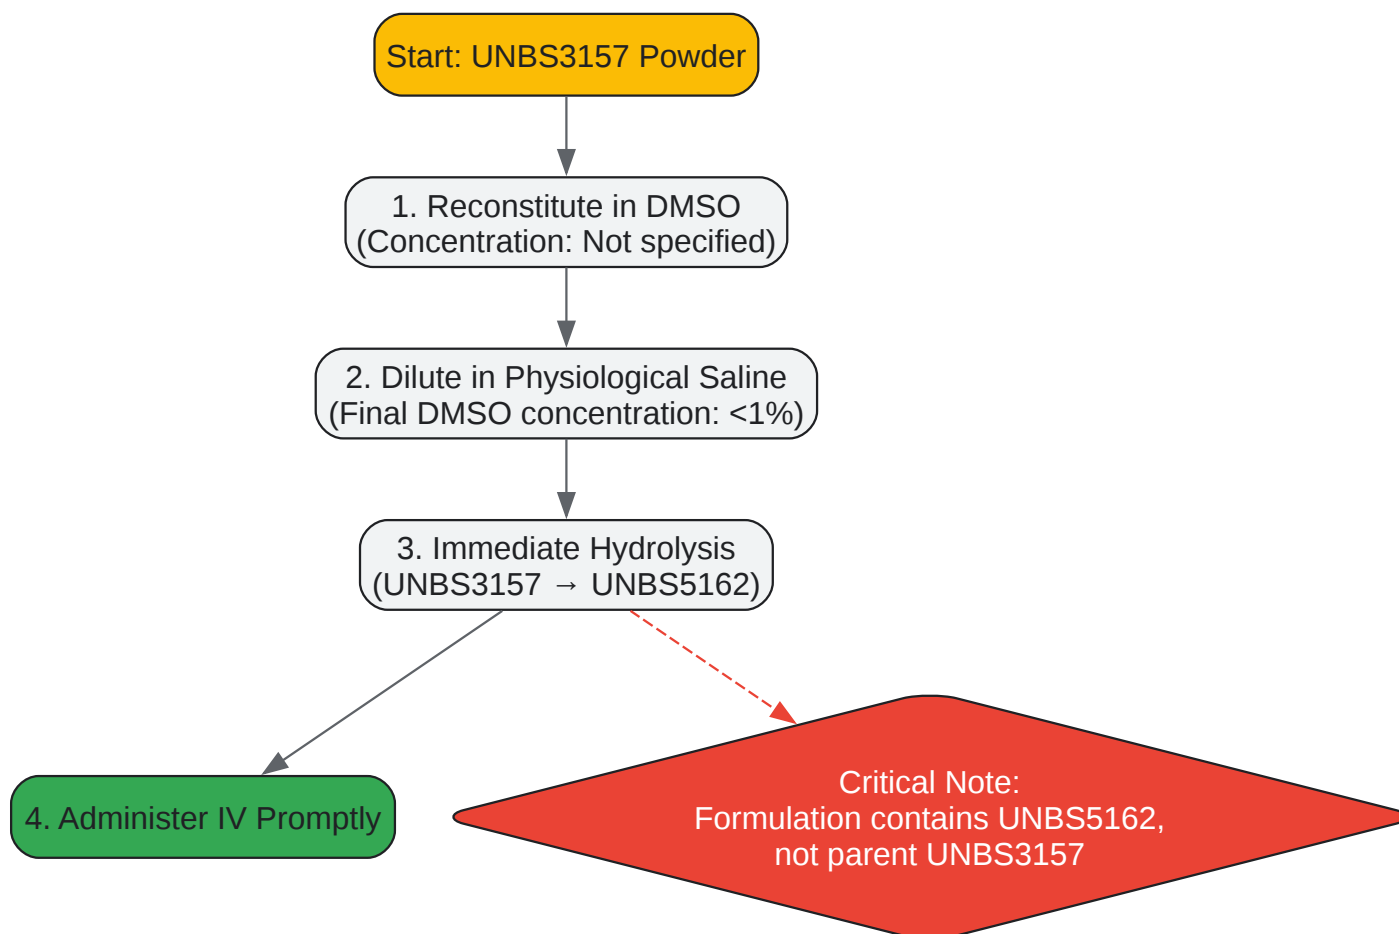 Start: UNBS3157 Powder
1. Reconstitute in DMSO
(Concentration: Not specified)
2. Dilute in Physiological Saline
(Final DMSO concentration: <1%)
3. Immediate Hydrolysis
(UNBS3157 → UNBS5162)
4. Administer IV Promptly
Critical Note:
Formulation contains UNBS5162,
not parent UNBS3157